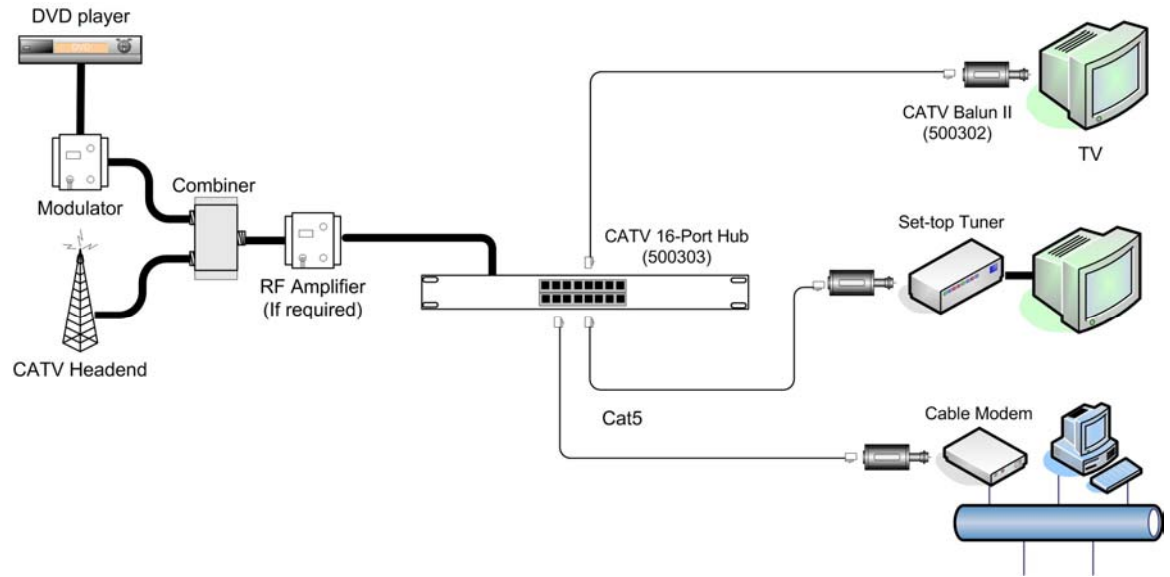 DVD player
DVD
Modulator
Combiner
CATV Headend
RF Amplifier
(If required)
CATV 16-Port Hub
(500303)
Cat5
CATV Balun II
(500302)
TV
Set-top Tuner
Cable Modem